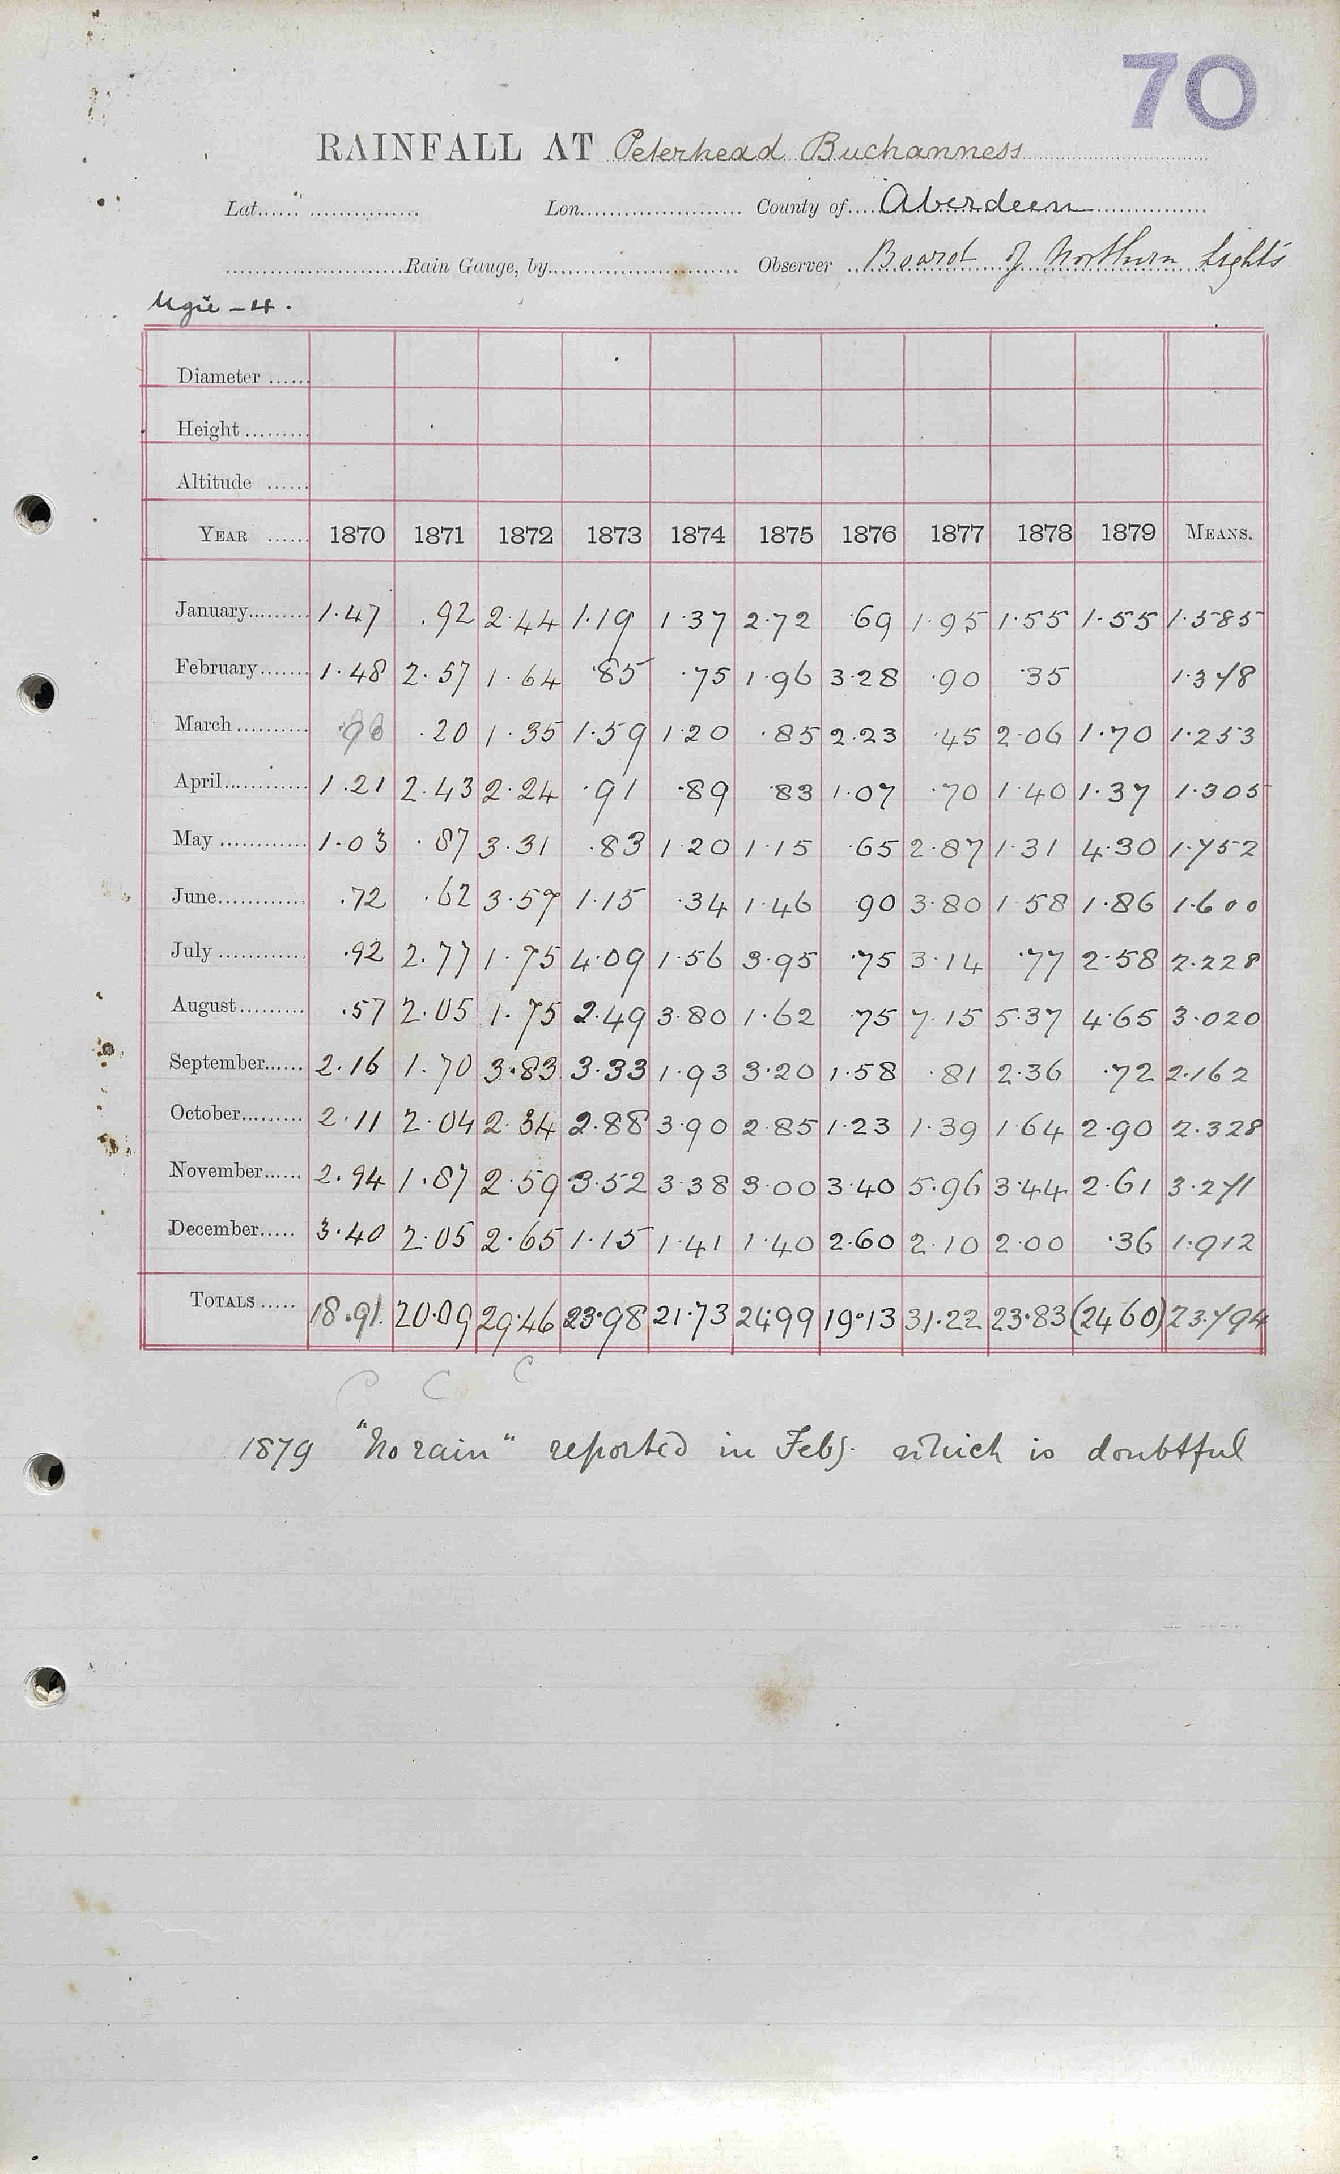 70
RAINFALL AT Peterhead Buchanness
Lat. Lon. County of Aberdeen
Rain Gauge, by Observer Board of Northern Lights
Ugie - 4.
Diameter
Height
Altitude
YEAR 1870 1871 1872 1873 1874 1875 1876 1877 1878 1879 MEANS.
January 1.47 .92 2.44 1.19 1.37 2.72 .69 1.95 1.55 1.55 1.585
February 1.48 2.57 1.64 .85 .75 1.96 3.28 .90 .35 1.378
March .90 .20 1.35 1.59 1.20 .85 2.23 .45 2.06 1.70 1.253
April 1.21 2.43 2.24 .91 .89 .83 1.07 .70 1.40 1.37 1.305
May 1.03 .87 3.31 .83 1.20 1.15 .65 2.87 1.31 4.30 1.752
June .72 .62 3.57 1.15 .34 1.46 .90 3.80 1.58 1.86 1.600
July .92 2.77 1.75 4.09 1.56 3.95 .75 3.14 .77 2.58 2.228
August .57 2.05 1.75 2.49 3.80 1.62 .75 7.15 5.37 4.65 3.020
September 2.16 1.70 3.83 3.33 1.93 3.20 1.58 .81 2.36 .72 2.162
October 2.11 2.04 2.34 2.88 3.90 2.85 1.23 1.39 1.64 2.90 2.328
November 2.94 1.87 2.59 3.52 3.38 3.00 3.40 5.96 3.44 2.61 3.271
December 3.40 2.05 2.65 1.15 1.41 1.40 2.60 2.10 2.00 .36 1.912
TOTALS 18.91 20.09 29.46 23.98 21.73 24.99 19.13 31.22 23.83 (24.60) 23.794
C C C
1879 "No rain" reported in Feby. which is doubtful